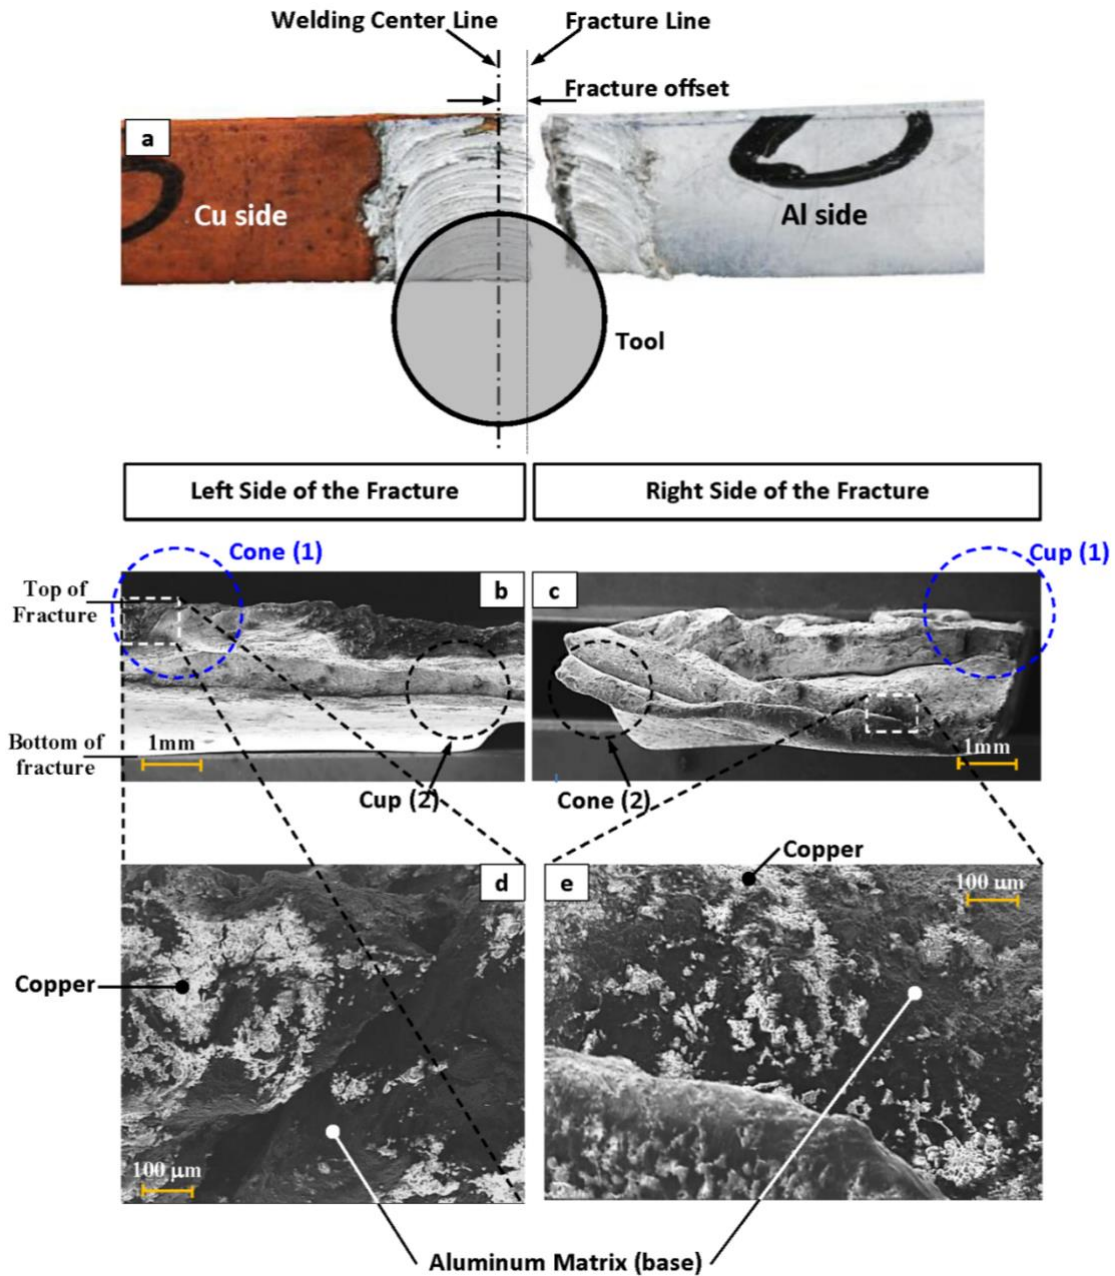 Welding Center Line
Fracture Line
Fracture offset
a
Cu side
Al side
Tool
Left Side of the Fracture
Right Side of the Fracture
Cone (1)
Cup (1)
Top of
Fracture
b
c
Bottom of
fracture
1mm
1mm
Cup (2)
Cone (2)
Copper
d
e
100 µm
Copper
100 µm
Aluminum Matrix (base)